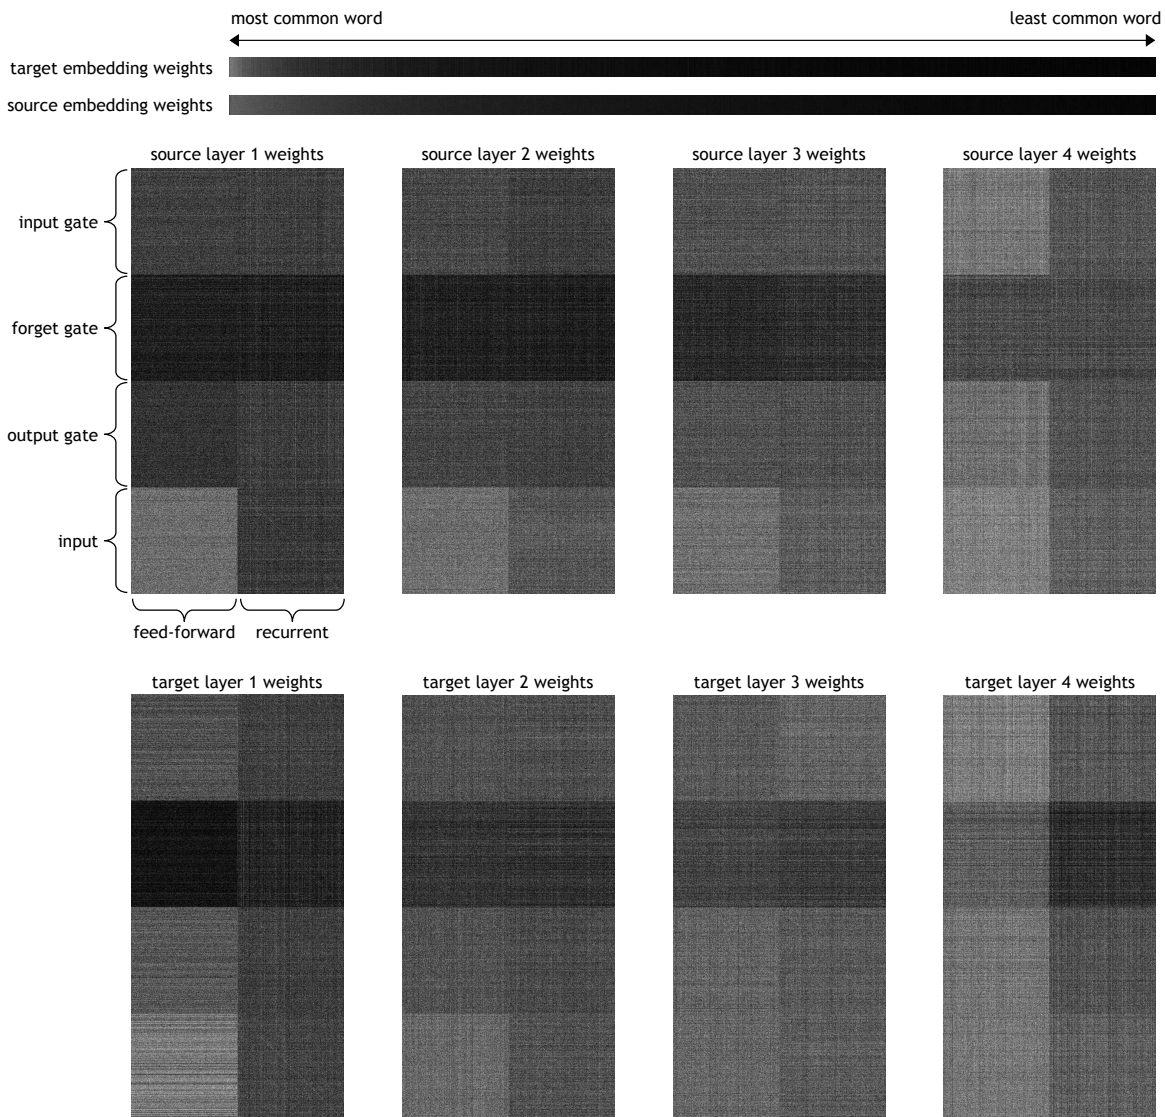 most common word
least common word
target embedding weights
source embedding weights
source layer 1 weights
source layer 2 weights
source layer 3 weights
source layer 4 weights
input gate
forget gate
output gate
input
feed-forward
recurrent
target layer 1 weights
target layer 2 weights
target layer 3 weights
target layer 4 weights